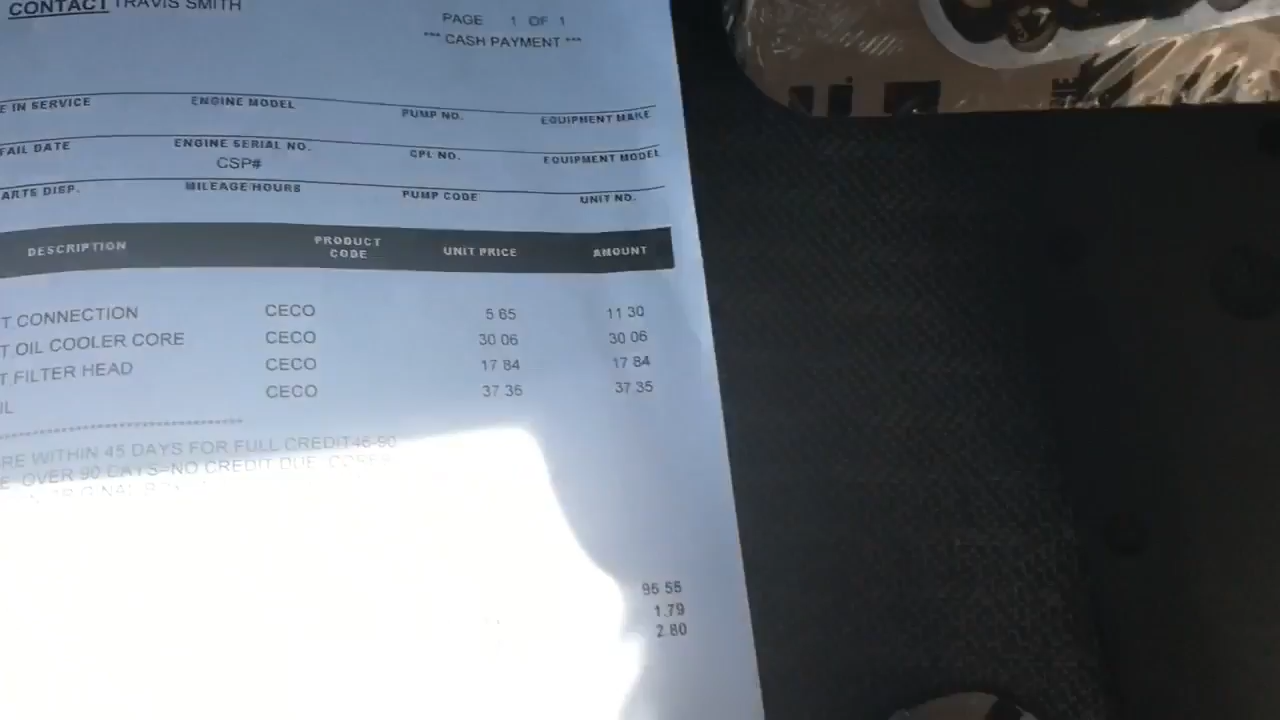 CONTACT TRAVIS SMITH
PAGE 1 OF 1
*** CASH PAYMENT ***
E IN SERVICE ENGINE MODEL PUMP NO. EQUIPMENT MAKE
FAIL DATE ENGINE SERIAL NO. CPL NO. EQUIPMENT MODEL
CSP#
ARTS DISP. MILEAGE/HOURS PUMP CODE UNIT NO.
DESCRIPTION PRODUCT CODE UNIT PRICE AMOUNT
T CONNECTION CECO 5 65 11 30
T OIL COOLER CORE CECO 30 06 30 06
T FILTER HEAD CECO 17 84 17 84
IL CECO 37 35 37 35
RE WITHIN 45 DAYS FOR FULL CREDIT 46-90
E OVER 90 DAYS-NO CREDIT DUE
96 55
1.79
2 80